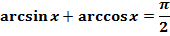 arcsin x + arccos x = π/2